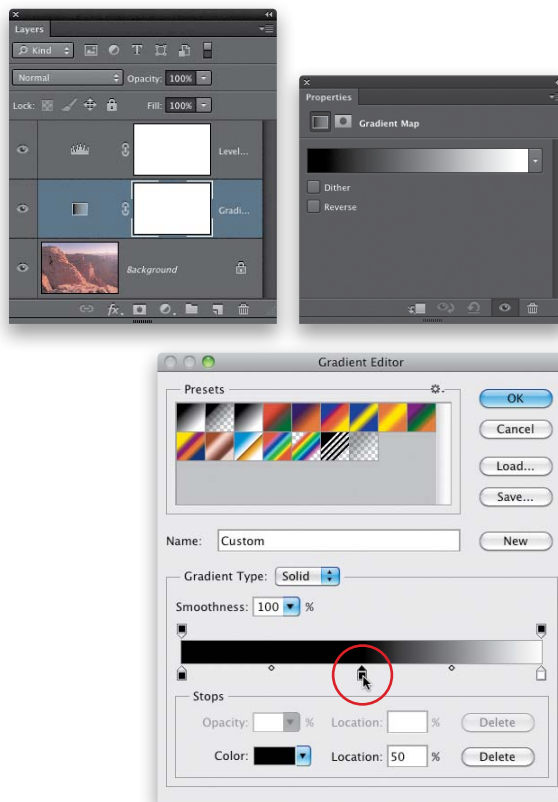 Layers
Kind
Normal
Opacity: 100%
Lock:
Fill: 100%
Level...
Gradi...
Background
fx
Properties
Gradient Map
Dither
Reverse
Gradient Editor
Presets
OK
Cancel
Load...
Save...
Name: Custom
New
Gradient Type: Solid
Smoothness: 100 %
Stops
Opacity: % Location: % Delete
Color: Location: 50 % Delete